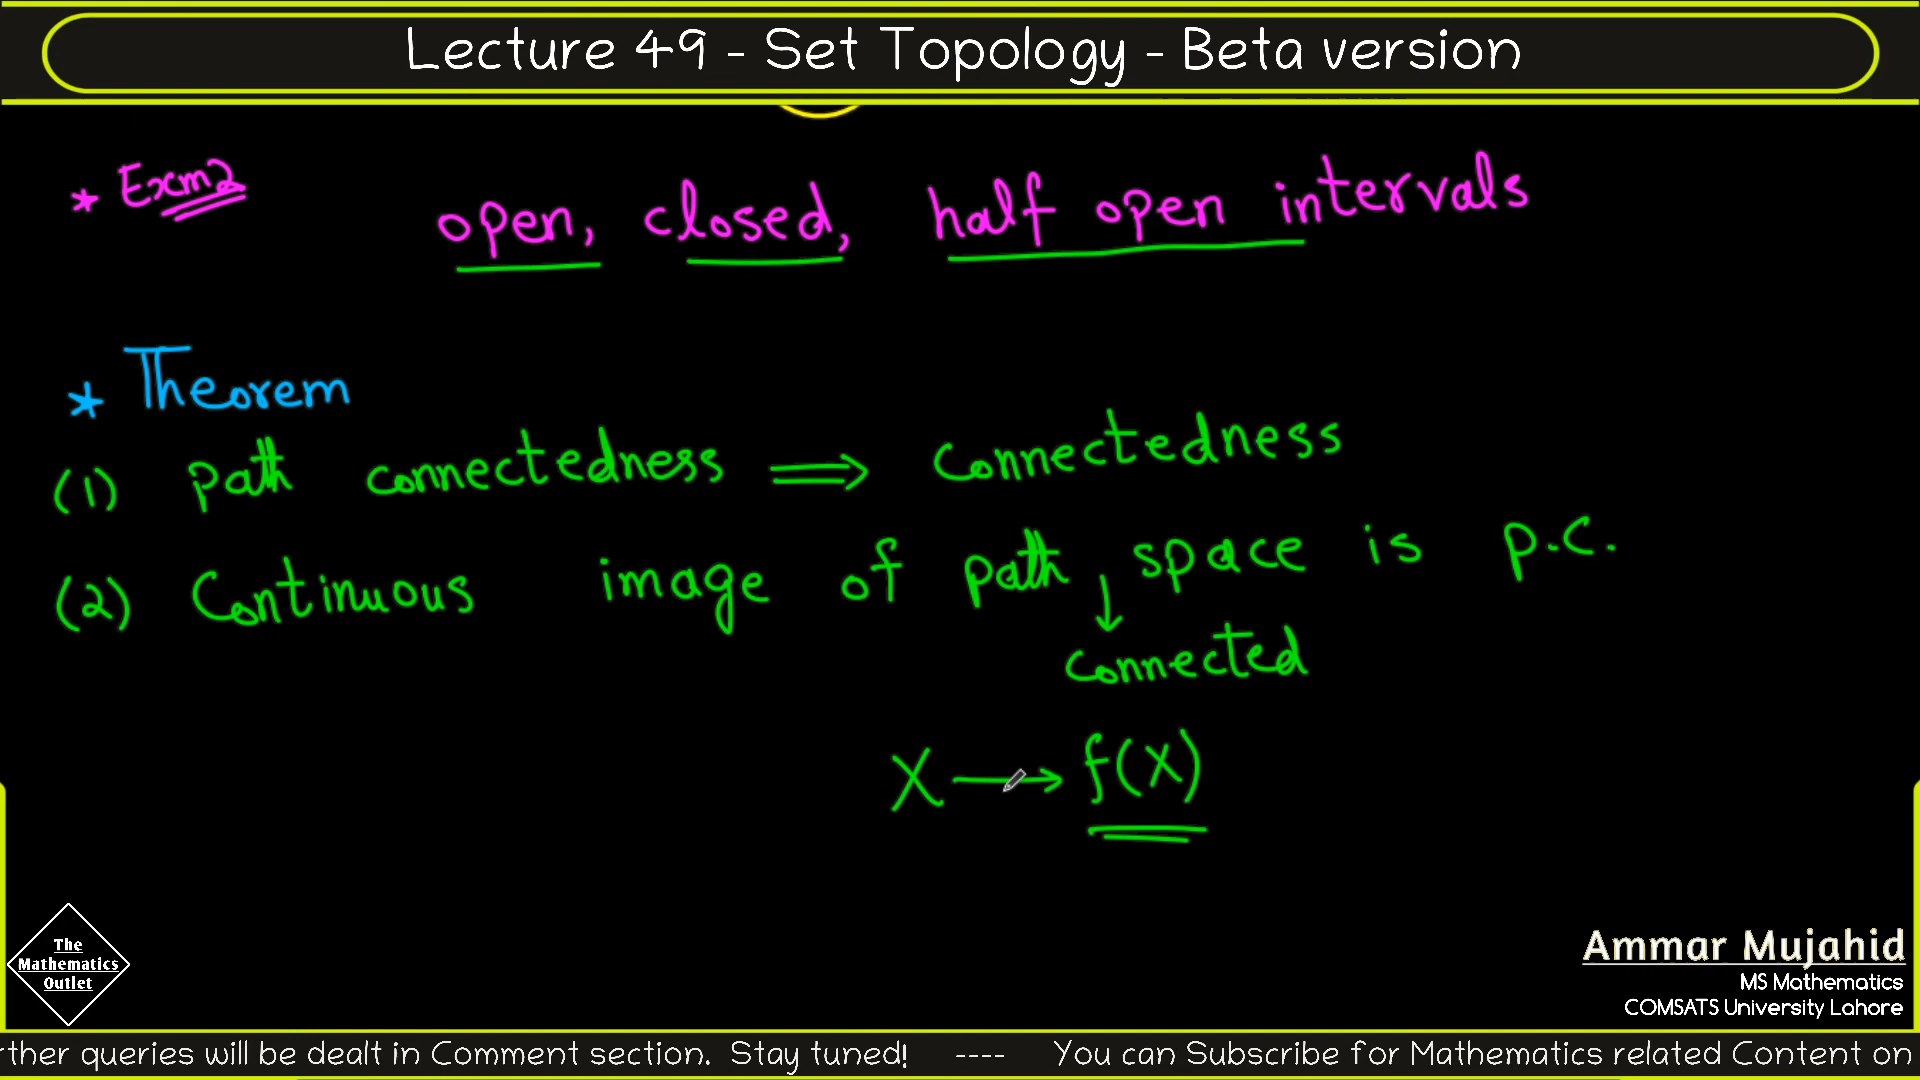 Lecture 49 - Set Topology - Beta version
* Exm2
open, closed, half open intervals
* Theorem
(1) Path connectedness ⟹ Connectedness
(2) Continuous image of path, space is p.c.
↓
Connected
X → f(X)
The
Mathematics
Outlet
Ammar Mujahid
MS Mathematics
COMSATS University Lahore
rther queries will be dealt in Comment section. Stay tuned! ---- You can Subscribe for Mathematics related Content on